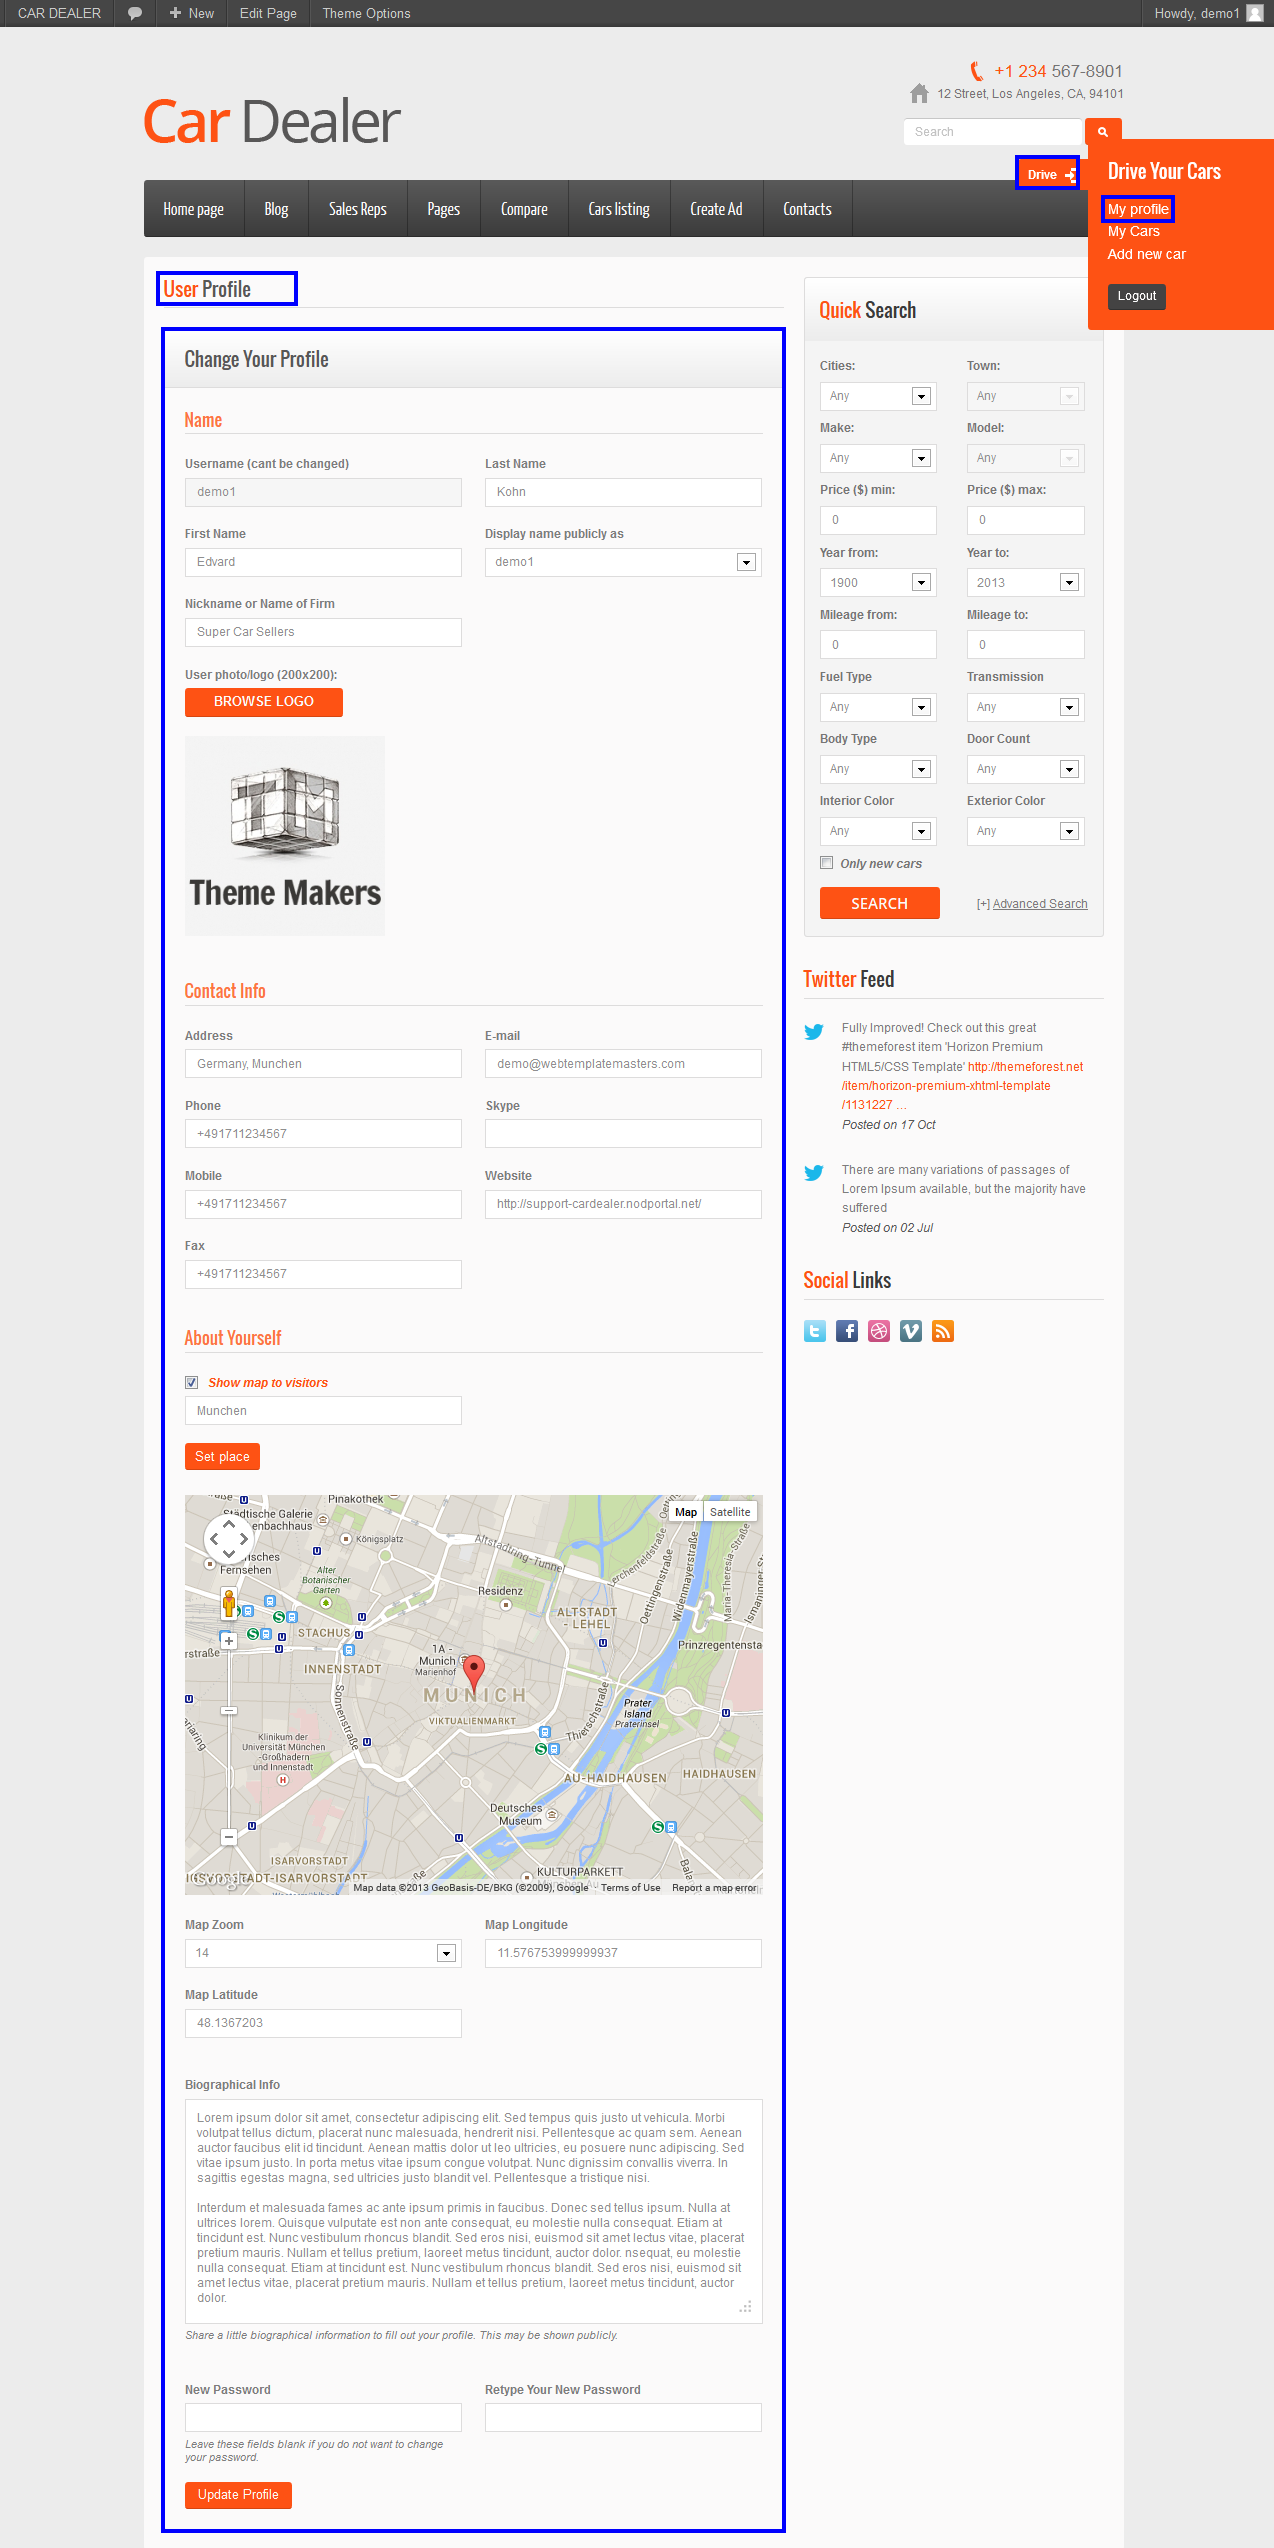 CAR DEALER
New
Edit Page
Theme Options
Howdy, demo1
+1 234 567-8901
12 Street, Los Angeles, CA, 94101
Car Dealer
Search
Drive
Drive Your Cars
My profile
My Cars
Add new car
Logout
Home page
Blog
Sales Reps
Pages
Compare
Cars listing
Create Ad
Contacts
User Profile
Change Your Profile
Name
Username (cant be changed)
Last Name
demo1
Kohn
First Name
Display name publicly as
Edvard
demo1
Nickname or Name of Firm
Super Car Sellers
User photo/logo (200x200):
BROWSE LOGO
TM
Theme Makers
Contact Info
Address
E-mail
Germany, Munchen
demo@webtemplatemasters.com
Phone
Skype
+491711234567
Mobile
Website
+491711234567
http://support-cardealer.nodportal.net/
Fax
+491711234567
About Yourself
Show map to visitors
Munchen
Set place
Pinakothek
Map
Satellite
Städtische Galerie
enbachhaus
Königsplatz
Altstadtring-Tunnel
Lerchenfeldstraße
Oettingenstraße
Widenmayerstraße
Maria-Theresia-Straße
Ismaninger-St
Fernsehen
Alter
Botanischer
Garten
Residenz
ALTSTADT
- LEHEL
STACHUS
INNENSTADT
1A -
Munich
Marienhof
Prinzregentensta
rstraße
MUNICH
VIKTUALIENMARKT
Sonnenstraße
Thierschstraße
Prater
Island
Praterinsel
Klinikum der
Universität München
-Großhadern
und Innenstadt
AU-HAIDHAUSEN
HAIDHAUSEN
Deutsches
Museum
ISARVORSTADT
ORSTADT-ISARVORSTADT
KULTURPARKETT
Google
Map data ©2013 GeoBasis-DE/BKG (©2009), Google
Terms of Use
Report a map error
Map Zoom
Map Longitude
14
11.576753999999937
Map Latitude
48.1367203
Biographical Info
Lorem ipsum dolor sit amet, consectetur adipiscing elit. Sed tempus quis justo ut vehicula. Morbi
volutpat tellus dictum, placerat nunc malesuada, hendrerit nisi. Pellentesque ac quam sem. Aenean
auctor faucibus elit id tincidunt. Aenean mattis dolor ut leo ultricies, eu posuere nunc adipiscing. Sed
vitae ipsum justo. In porta metus vitae ipsum congue volutpat. Nunc dignissim convallis viverra. In
sagittis egestas magna, sed ultricies justo blandit vel. Pellentesque a tristique nisi.
Interdum et malesuada fames ac ante ipsum primis in faucibus. Donec sed tellus ipsum. Nulla at
ultrices lorem. Quisque vulputate est non ante consequat, eu molestie nulla consequat. Etiam at
tincidunt est. Nunc vestibulum rhoncus blandit. Sed eros nisi, euismod sit amet lectus vitae, placerat
pretium mauris. Nullam et tellus pretium, laoreet metus tincidunt, auctor dolor. nsequat, eu molestie
nulla consequat. Etiam at tincidunt est. Nunc vestibulum rhoncus blandit. Sed eros nisi, euismod sit
amet lectus vitae, placerat pretium mauris. Nullam et tellus pretium, laoreet metus tincidunt, auctor
dolor.
Share a little biographical information to fill out your profile. This may be shown publicly.
New Password
Retype Your New Password
Leave these fields blank if you do not want to change
your password.
Update Profile
Quick Search
Cities:
Town:
Any
Any
Make:
Model:
Any
Any
Price ($) min:
Price ($) max:
0
0
Year from:
Year to:
1900
2013
Mileage from:
Mileage to:
0
0
Fuel Type
Transmission
Any
Any
Body Type
Door Count
Any
Any
Interior Color
Exterior Color
Any
Any
Only new cars
SEARCH
[+] Advanced Search
Twitter Feed
Fully Improved! Check out this great
#themeforest item 'Horizon Premium
HTML5/CSS Template' http://themeforest.net
/item/horizon-premium-xhtml-template
/1131227 ...
Posted on 17 Oct
There are many variations of passages of
Lorem Ipsum available, but the majority have
suffered
Posted on 02 Jul
Social Links